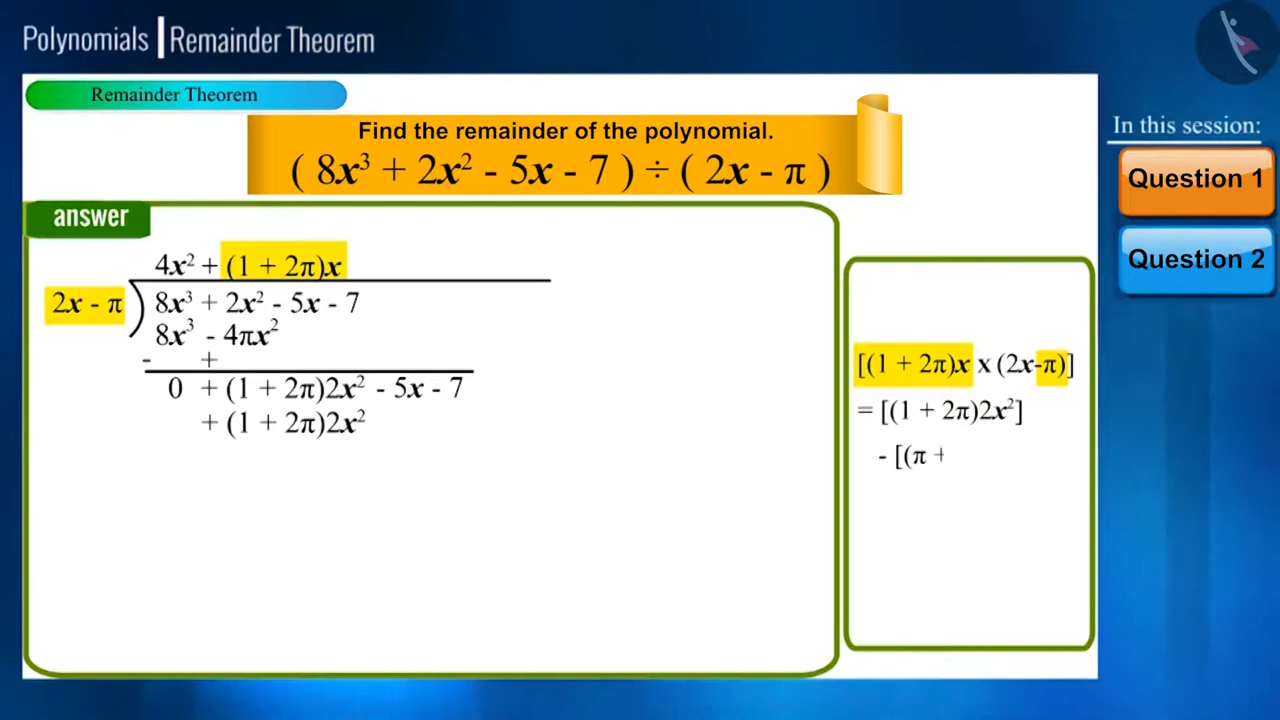 Polynomials | Remainder Theorem
Remainder Theorem
Find the remainder of the polynomial.
( 8x³ + 2x² - 5x - 7 ) ÷ ( 2x - π )
In this session:
Question 1
Question 2
answer
4x² + (1 + 2π)x
2x - π ) 8x³ + 2x² - 5x - 7
8x³ - 4πx²
- +
0 + (1 + 2π)2x² - 5x - 7
+ (1 + 2π)2x²
[(1 + 2π)x x (2x-π)]
= [(1 + 2π)2x²]
- [(π +